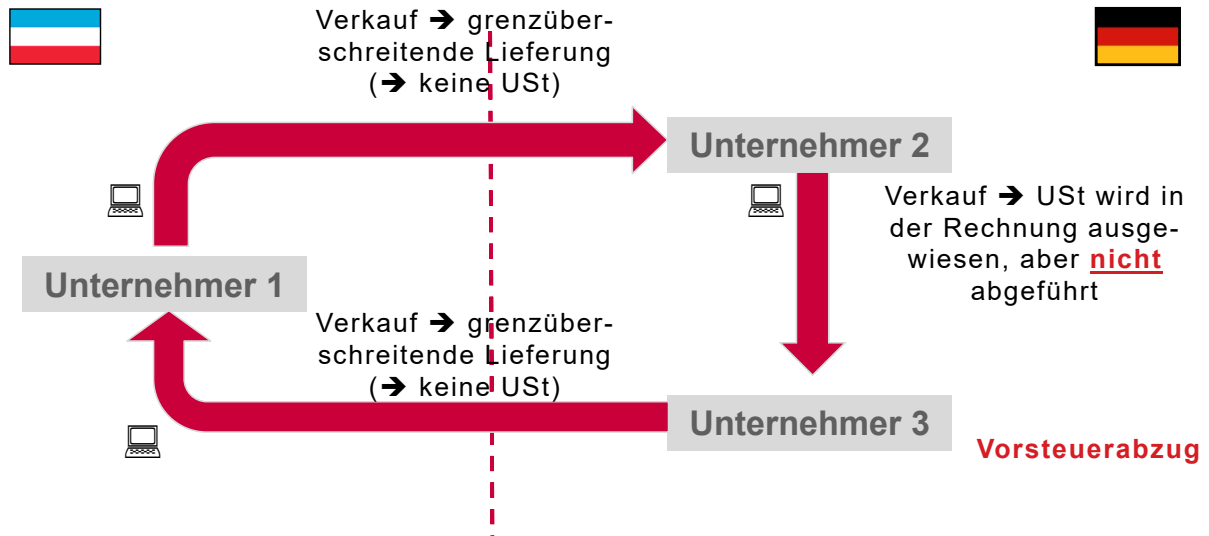 Verkauf ➔ grenzüber-
schreitende Lieferung
(➔ keine USt)
Unternehmer 2
Verkauf ➔ USt wird in
der Rechnung ausge-
wiesen, aber nicht
abgeführt
Unternehmer 1
Verkauf ➔ grenzüber-
schreitende Lieferung
(➔ keine USt)
Unternehmer 3
Vorsteuerabzug